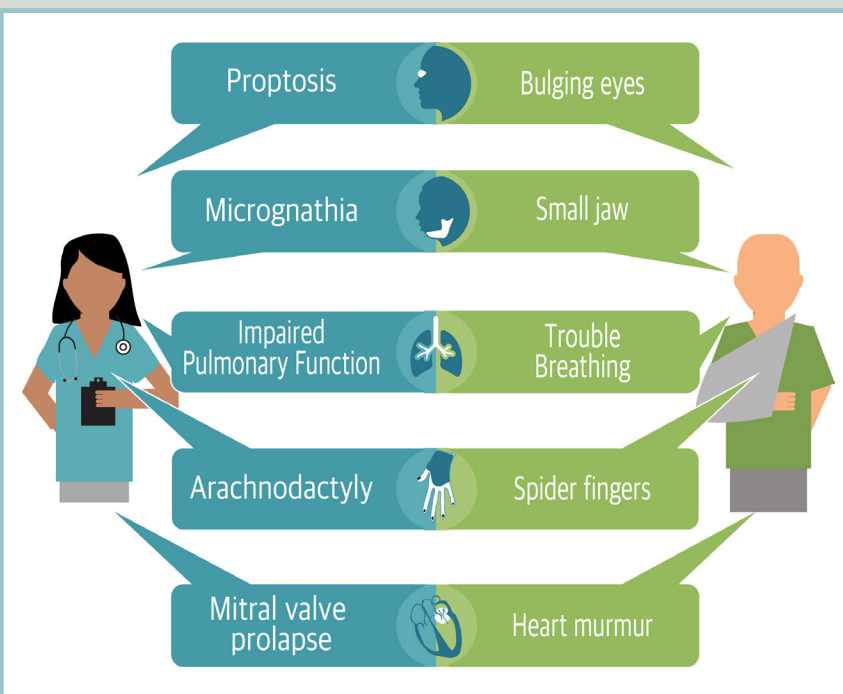 Proptosis
Bulging eyes
Micrognathia
Small jaw
Impaired
Pulmonary Function
Trouble
Breathing
Arachnodactyly
Spider fingers
Mitral valve
prolapse
Heart murmur